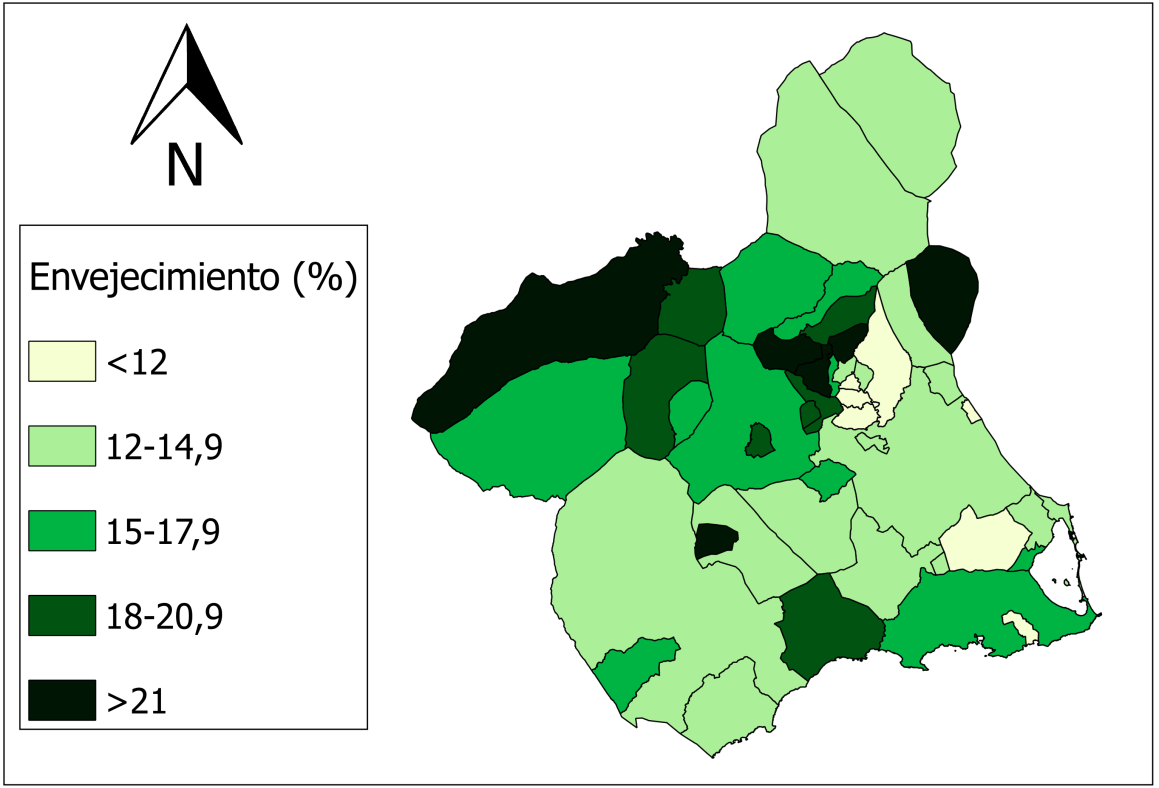 N
Envejecimiento (%)
<12
12-14,9
15-17,9
18-20,9
>21